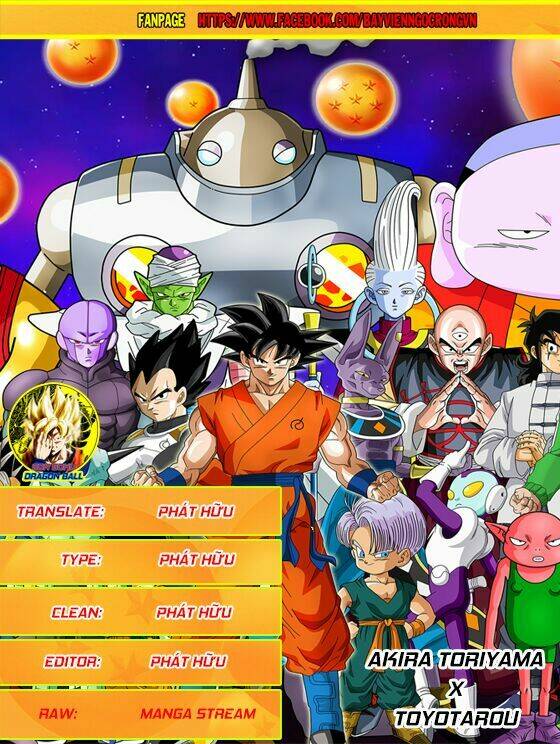 FANPAGE HTTPS://WWW.FACEBOOK.COM/BAYVIENNGOCRONGVN
DRAGON BALL
TRANSLATE: PHÁT HỮU
TYPE: PHÁT HỮU
CLEAN: PHÁT HỮU
EDITOR: PHÁT HỮU
RAW: MANGA STREAM
AKIRA TORIYAMA
X
TOYOTAROU